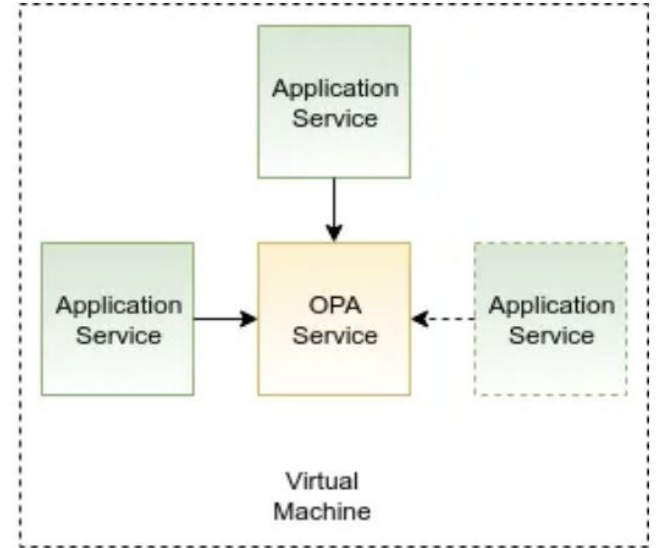 Application
Service
Application
Service
OPA
Service
Application
Service
Virtual
Machine